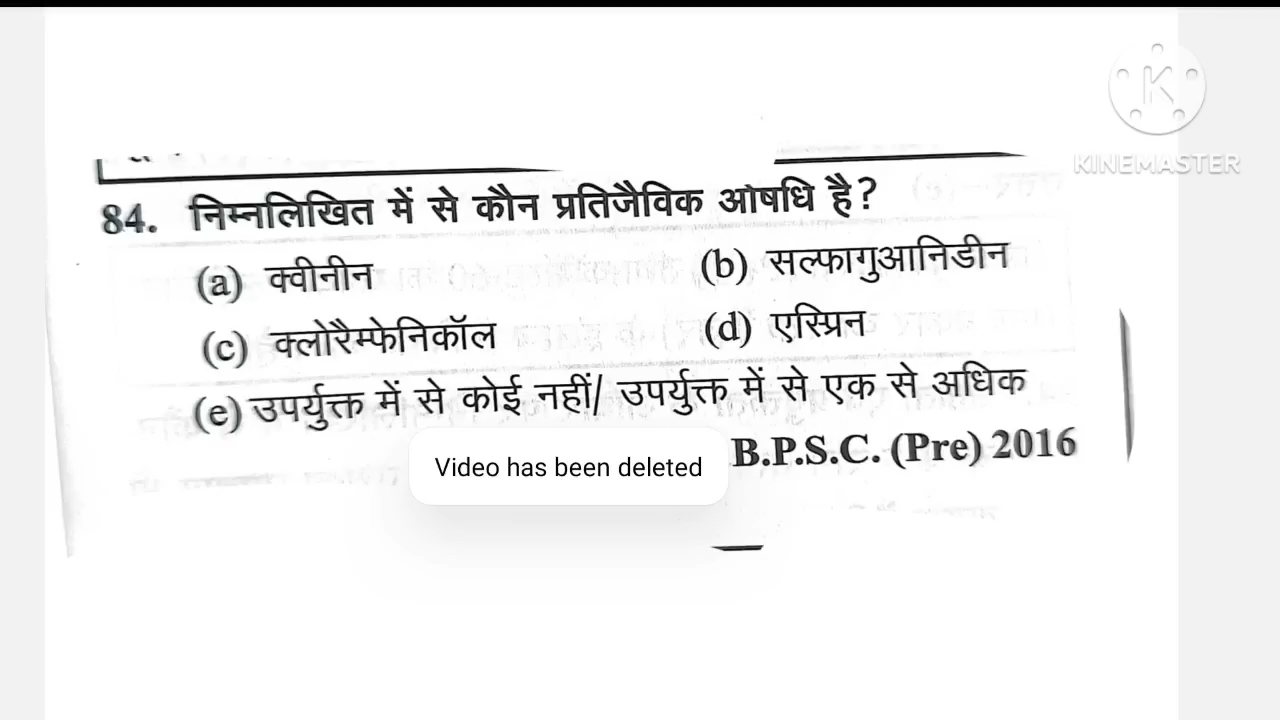 KINEMASTER
84. निम्नलिखित में से कौन प्रतिजैविक ओषधि है?
(a) क्वीनीन (b) सल्फागुआनिडीन
(c) क्लोरैम्फेनिकॉल (d) एस्प्रिन
(e) उपर्युक्त में से कोई नहीं/ उपर्युक्त में से एक से अधिक
B.P.S.C. (Pre) 2016
Video has been deleted